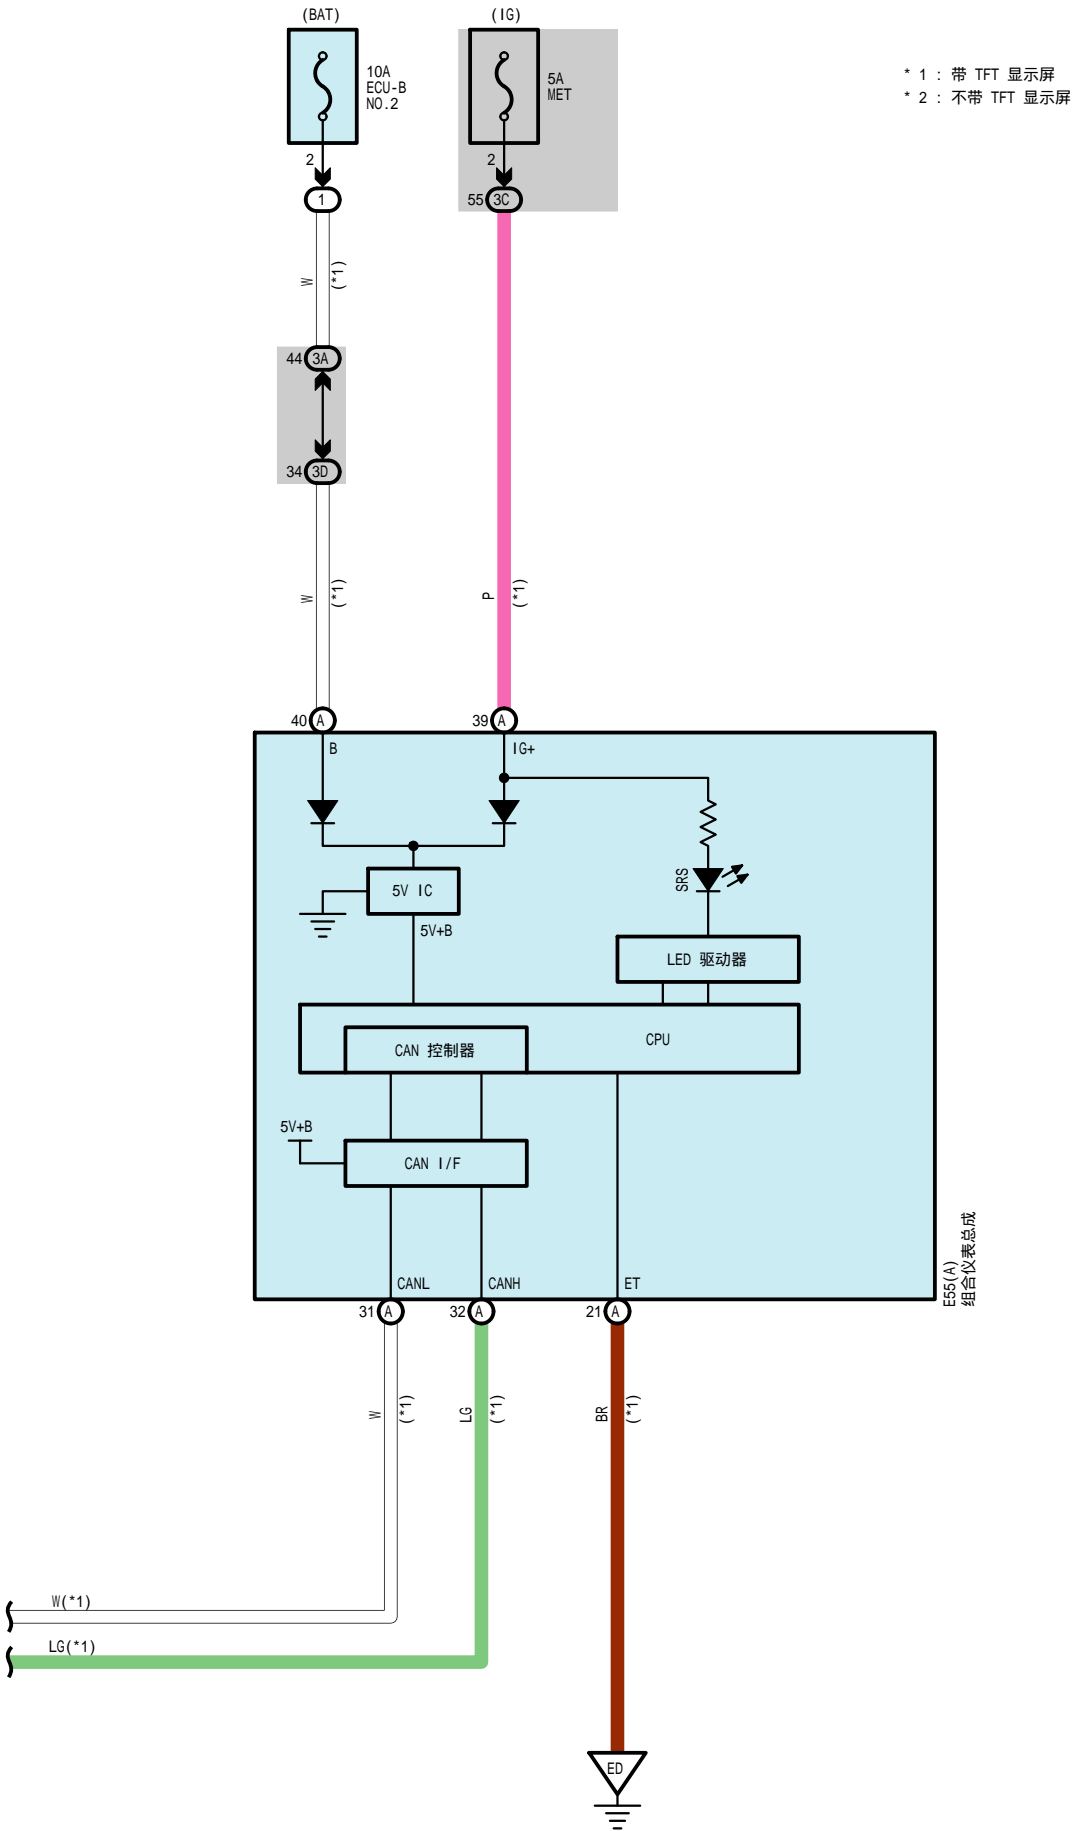 (BAT)
(IG)
10A
ECU-B
NO.2
5A
MET
* 1 : 带 TFT 显示屏
* 2 : 不带 TFT 显示屏
2
1
2
55 3C
W
(*1)
44 3A
34 3D
W
(*1)
P
(*1)
40 A
39 A
B
IG+
SRS
5V IC
5V+B
LED 驱动器
CPU
CAN 控制器
5V+B
CAN I/F
CANL
CANH
ET
E55(A)
组合仪表总成
31 A
32 A
21 A
W
(*1)
LG
(*1)
BR
(*1)
W(*1)
LG(*1)
ED